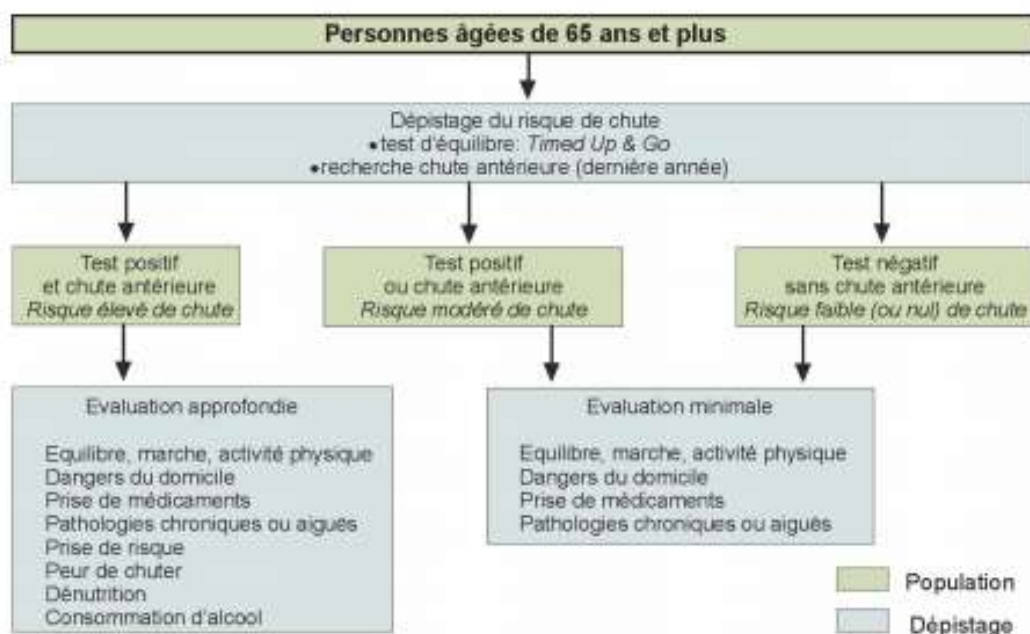 Personnes âgées de 65 ans et plus
Dépistage du risque de chute
•test d'équilibre: Timed Up & Go
•recherche chute antérieure (dernière année)
Test positif
et chute antérieure
Risque élevé de chute
Test positif
ou chute antérieure
Risque modéré de chute
Test négatif
sans chute antérieure
Risque faible (ou nul) de chute
Evaluation approfondie
Equilibre, marche, activité physique
Dangers du domicile
Prise de médicaments
Pathologies chroniques ou aiguës
Prise de risque
Peur de chuter
Dénutrition
Consommation d'alcool
Evaluation minimale
Equilibre, marche, activité physique
Dangers du domicile
Prise de médicaments
Pathologies chroniques ou aiguës
Population
Dépistage